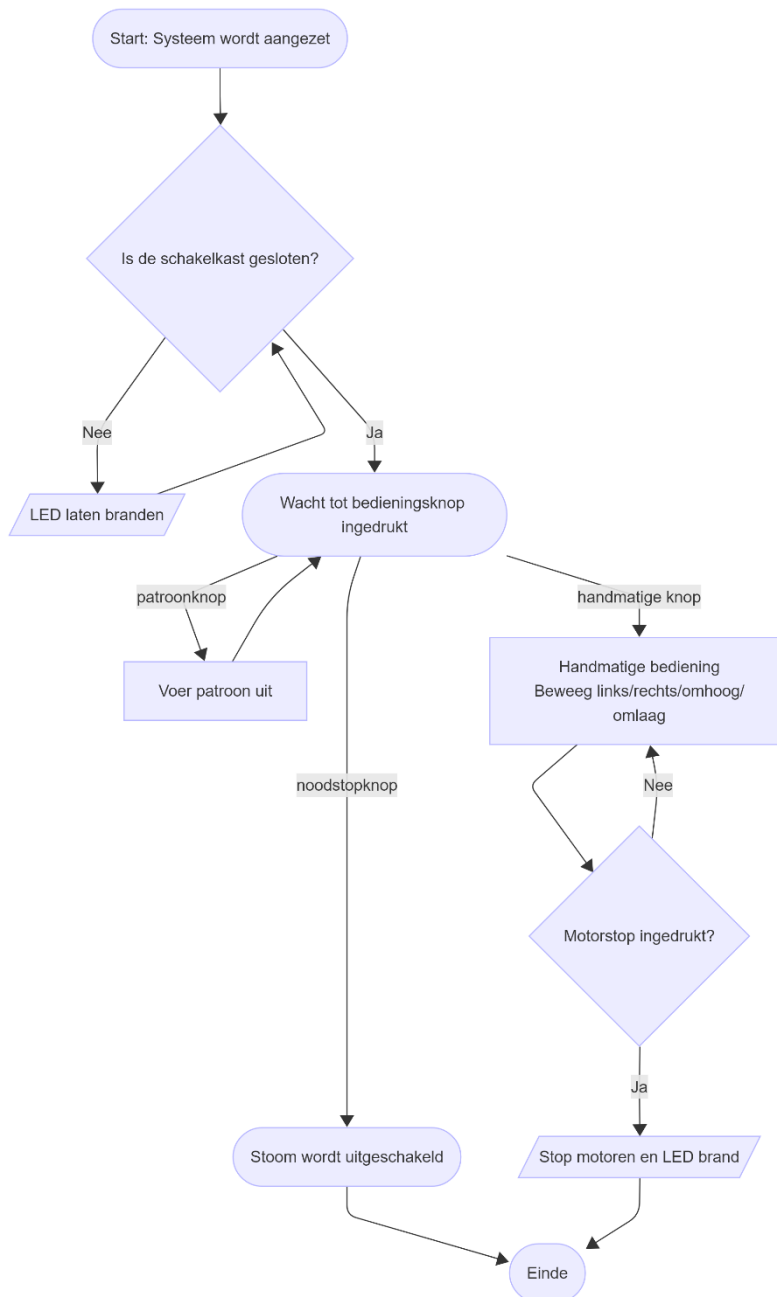 Start: Systeem wordt aangezet
Is de schakelkast gesloten?
Nee
Ja
LED laten branden
Wacht tot bedieningsknop
ingedrukt
patroonknop
handmatige knop
Voer patroon uit
Handmatige bediening
Beweeg links/rechts/omhoog/
omlaag
noodstopknop
Nee
Motorstop ingedrukt?
Ja
Stoom wordt uitgeschakeld
Stop motoren en LED brand
Einde